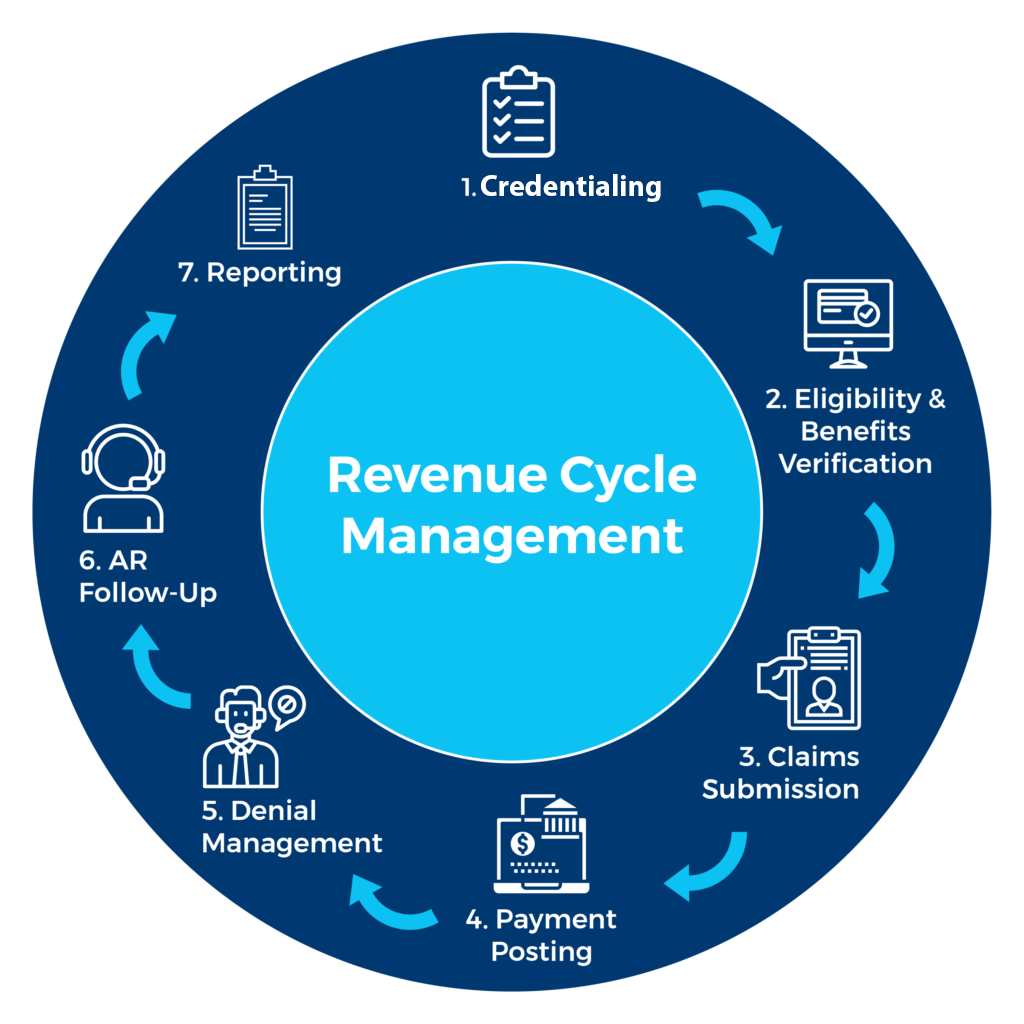 1. Credentialing
2. Eligibility &
Benefits
Verification
3. Claims
Submission
4. Payment
Posting
5. Denial
Management
6. AR
Follow-Up
7. Reporting
Revenue Cycle
Management
$